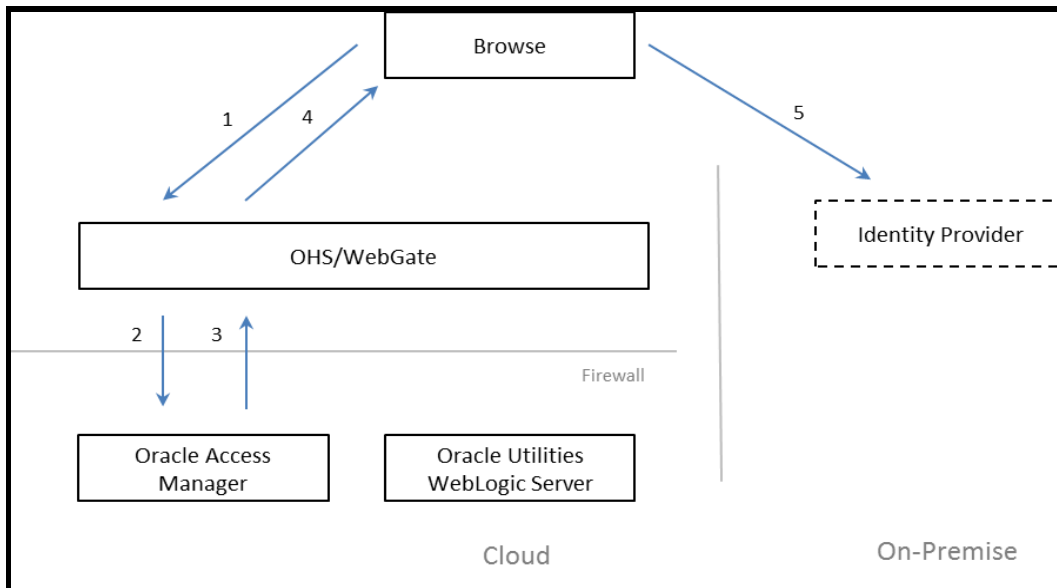 Browse
1
4
5
OHS/WebGate
Identity Provider
2
3
Firewall
Oracle Access
Manager
Oracle Utilities
WebLogic Server
Cloud
On-Premise